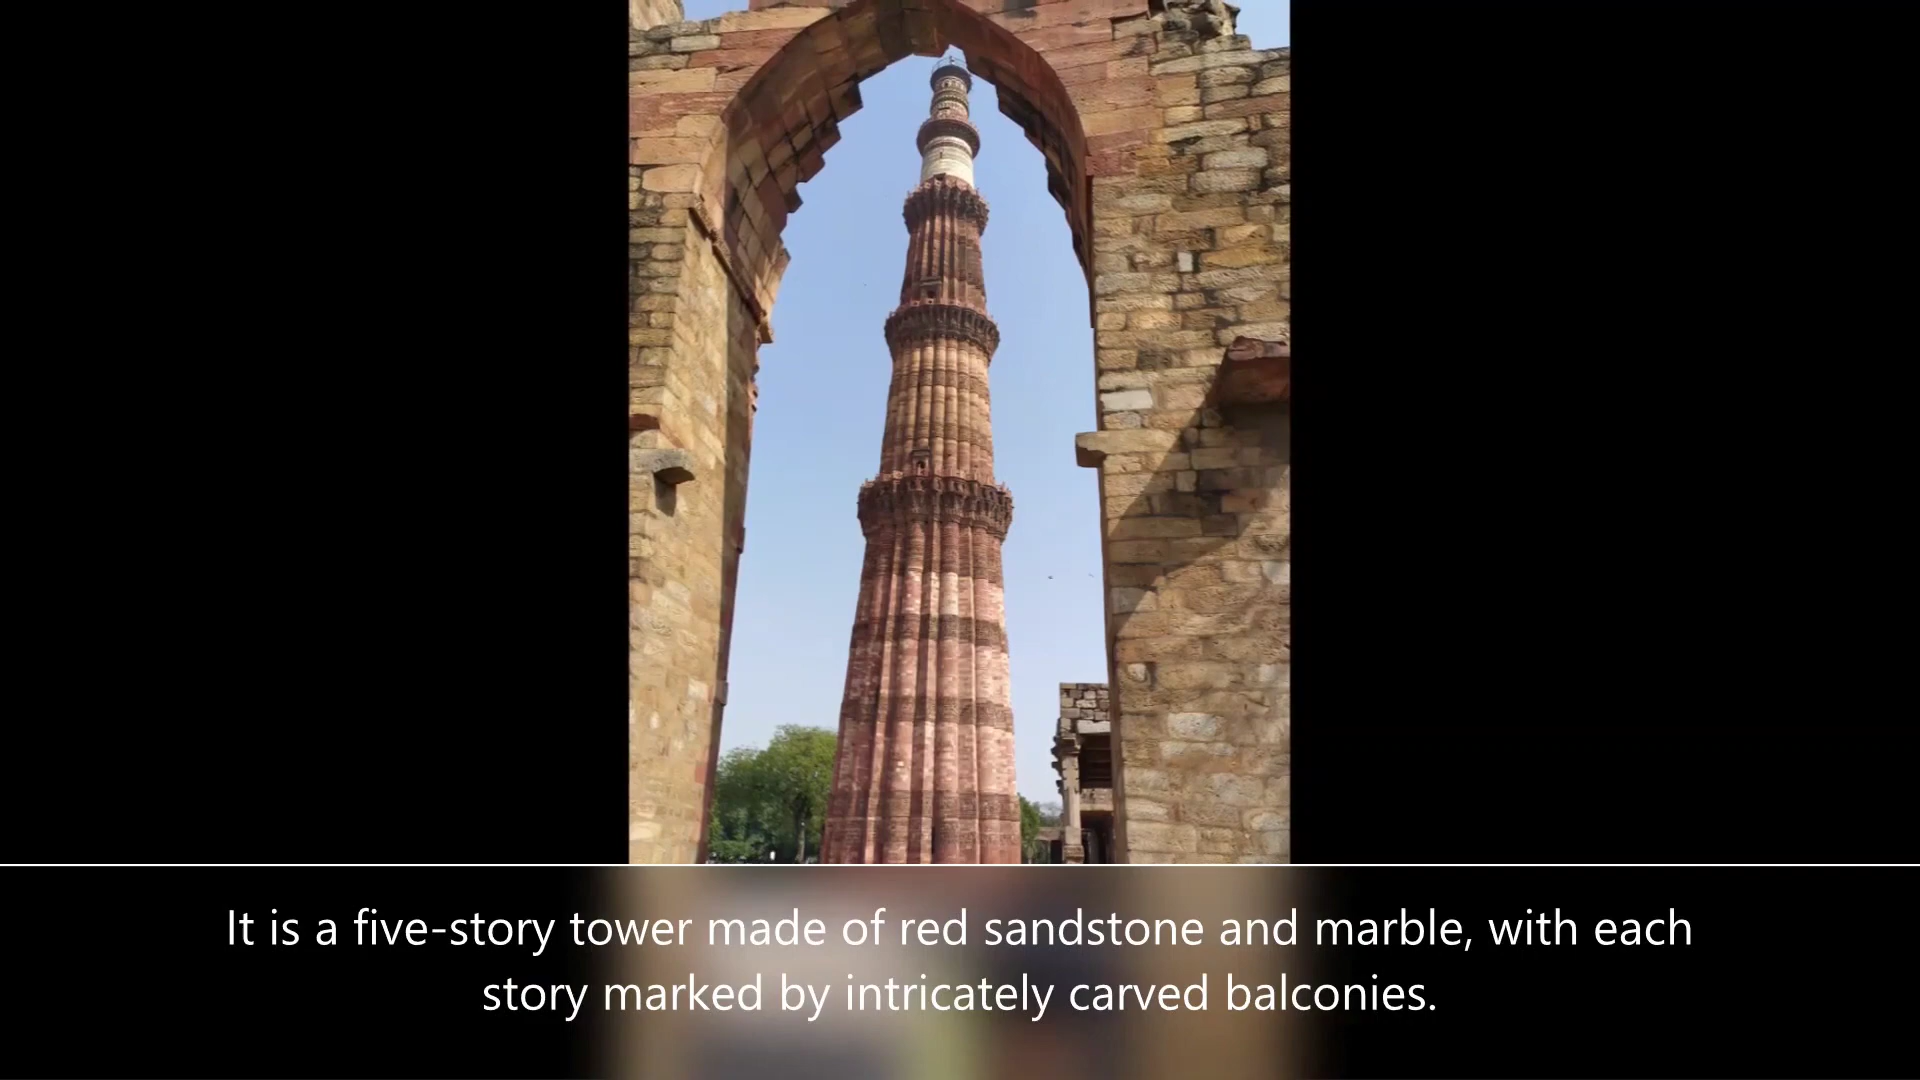 It is a five-story tower made of red sandstone and marble, with each
story marked by intricately carved balconies.